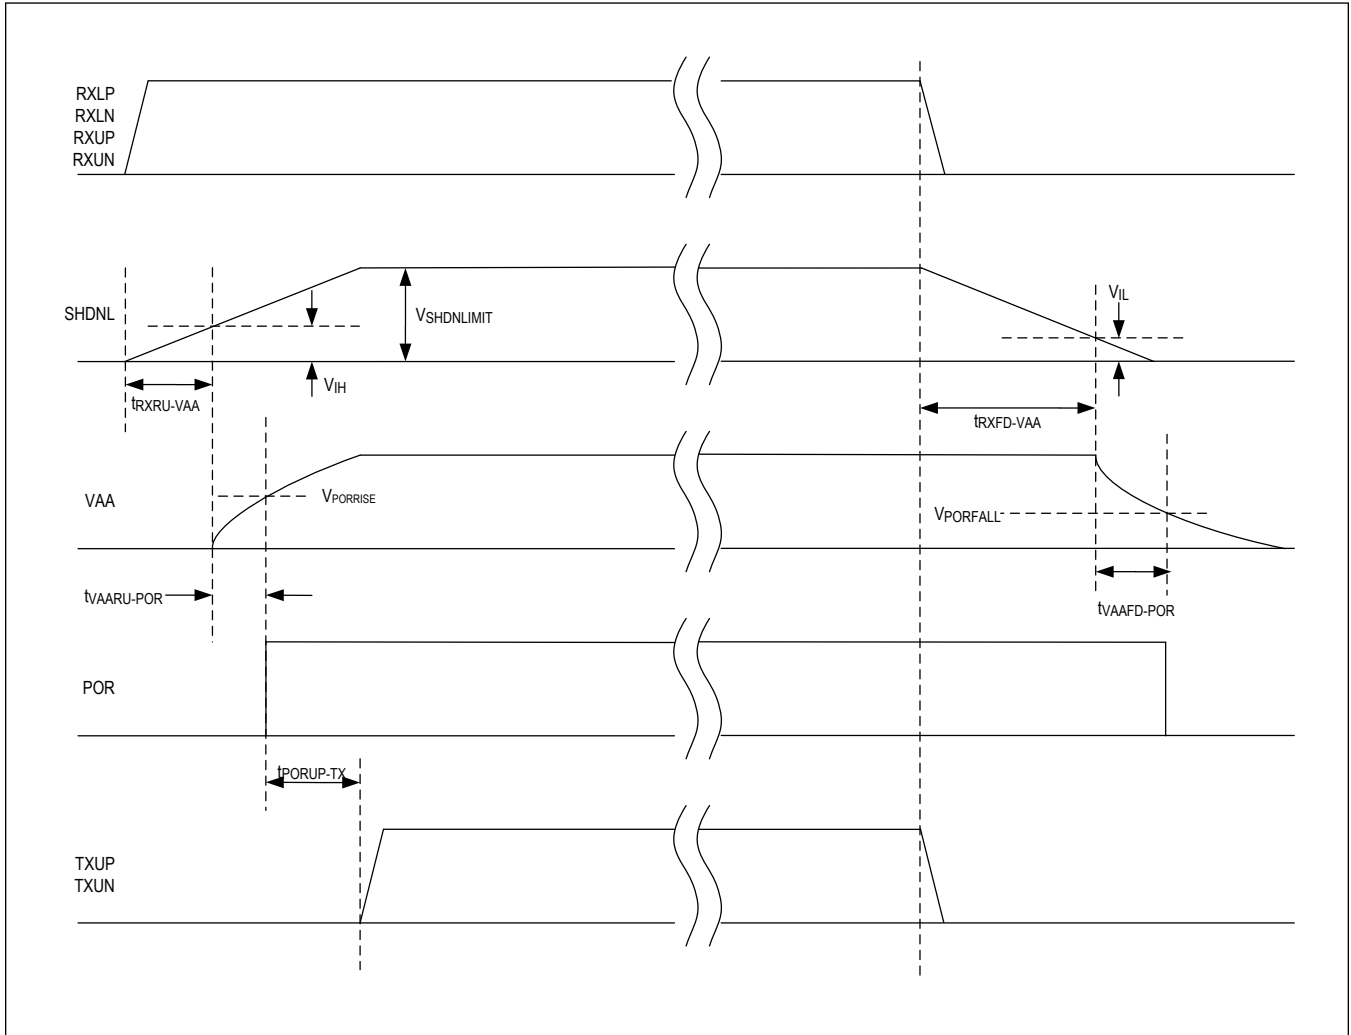 RXLP
RXLN
RXUP
RXUN
SHDNL
VSHDNLIMIT
VIH
VIL
tRXRU-VAA
tRXFD-VAA
VAA
VPORRISE
VPORFALL
tVAARU-POR
tVAAFD-POR
POR
tPORUP-TX
TXUP
TXUN